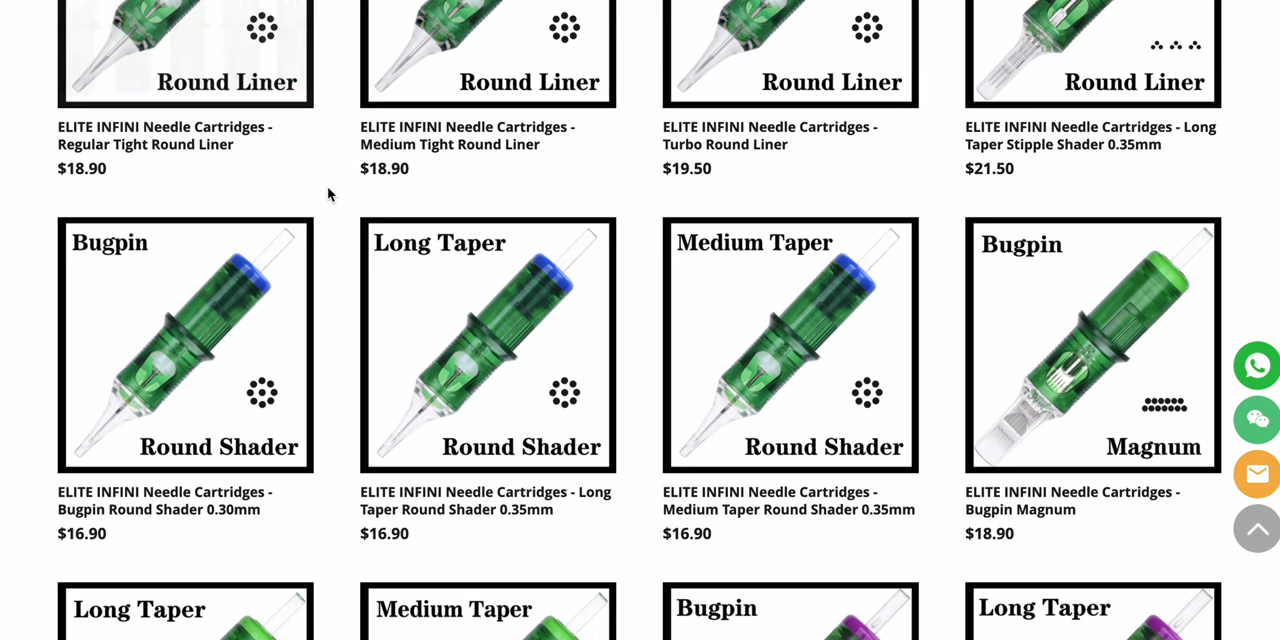 Round Liner
Round Liner
Round Liner
Round Liner
ELITE INFINI Needle Cartridges -
Regular Tight Round Liner
$18.90
ELITE INFINI Needle Cartridges -
Medium Tight Round Liner
$18.90
ELITE INFINI Needle Cartridges -
Turbo Round Liner
$19.50
ELITE INFINI Needle Cartridges - Long
Taper Stipple Shader 0.35mm
$21.50
Bugpin
Round Shader
Long Taper
Round Shader
Medium Taper
Round Shader
Bugpin
Magnum
ELITE INFINI Needle Cartridges -
Bugpin Round Shader 0.30mm
$16.90
ELITE INFINI Needle Cartridges - Long
Taper Round Shader 0.35mm
$16.90
ELITE INFINI Needle Cartridges -
Medium Taper Round Shader 0.35mm
$16.90
ELITE INFINI Needle Cartridges -
Bugpin Magnum
$18.90
Long Taper
Medium Taper
Bugpin
Long Taper